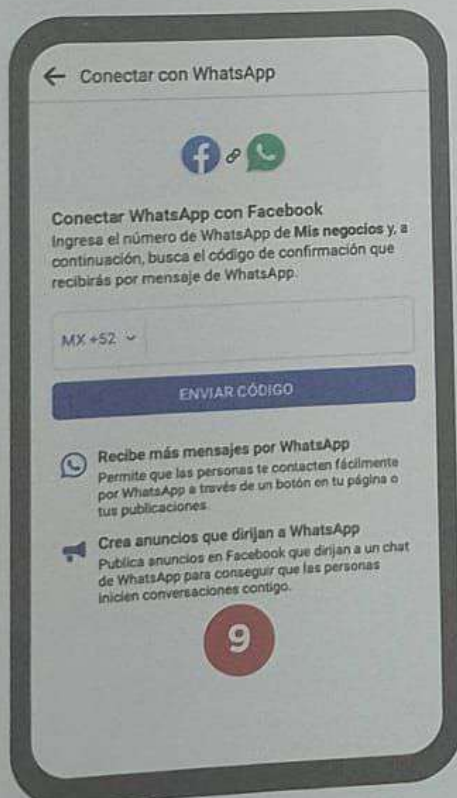 ← Conectar con WhatsApp
Conectar WhatsApp con Facebook
Ingresa el número de WhatsApp de Mis negocios y, a
continuación, busca el código de confirmación que
recibirás por mensaje de WhatsApp.
MX +52
ENVIAR CÓDIGO
Recibe más mensajes por WhatsApp
Permite que las personas te contacten fácilmente
por WhatsApp a través de un botón en tu página o
tus publicaciones.
Crea anuncios que dirijan a WhatsApp
Publica anuncios en Facebook que dirijan a un chat
de WhatsApp para conseguir que las personas
inicien conversaciones contigo.
9